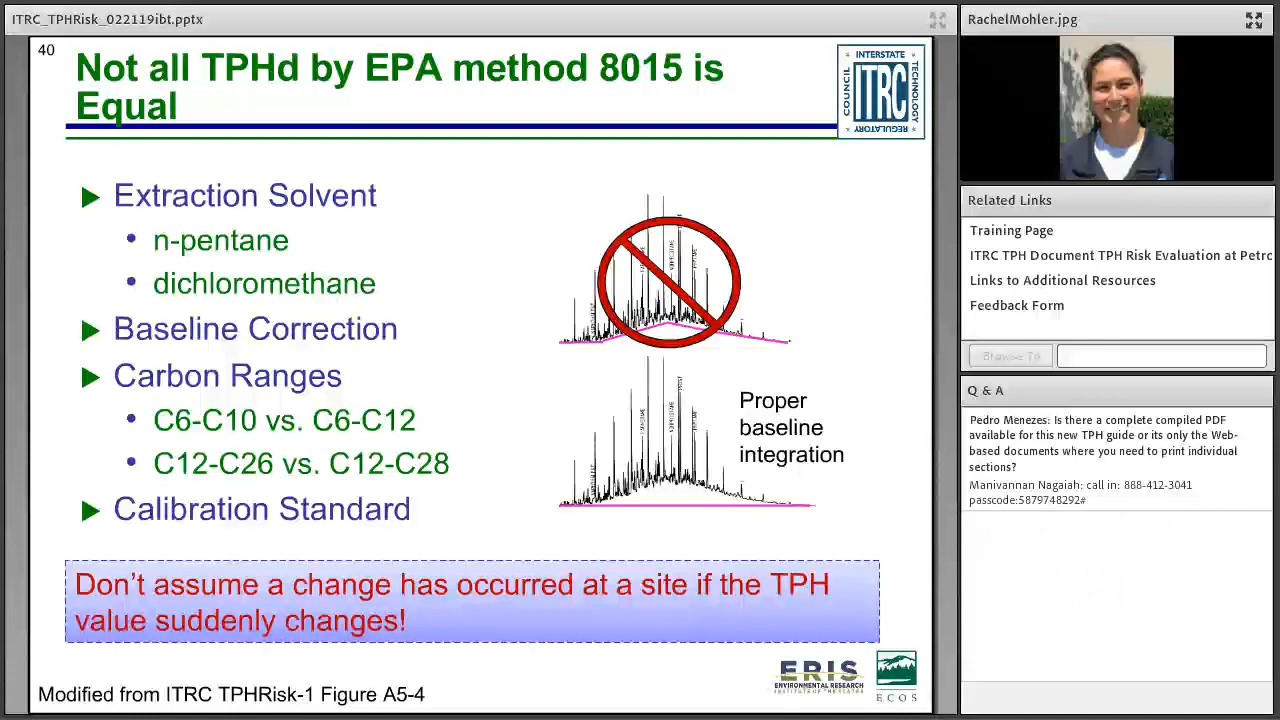 ITRC_TPHRisk_022119ibt.pptx
40
Not all TPHd by EPA method 8015 is
Equal
INTERSTATE
COUNCIL
ITRC
TECHNOLOGY
REGULATORY
Extraction Solvent
n-pentane
dichloromethane
Baseline Correction
Carbon Ranges
C6-C10 vs. C6-C12
C12-C26 vs. C12-C28
Calibration Standard
Proper
baseline
integration
Don't assume a change has occurred at a site if the TPH
value suddenly changes!
Modified from ITRC TPHRisk-1 Figure A5-4
ERIS
ENVIRONMENTAL RESEARCH
ECOS
RachelMohler.jpg
Related Links
Training Page
ITRC TPH Document TPH Risk Evaluation at Petrc
Links to Additional Resources
Feedback Form
Browse To
Q & A
Pedro Menezes: Is there a complete compiled PDF
available for this new TPH guide or its only the Web-
based documents where you need to print individual
sections?
Manivannan Nagaiah: call in: 888-412-3041
passcode:5879748292#